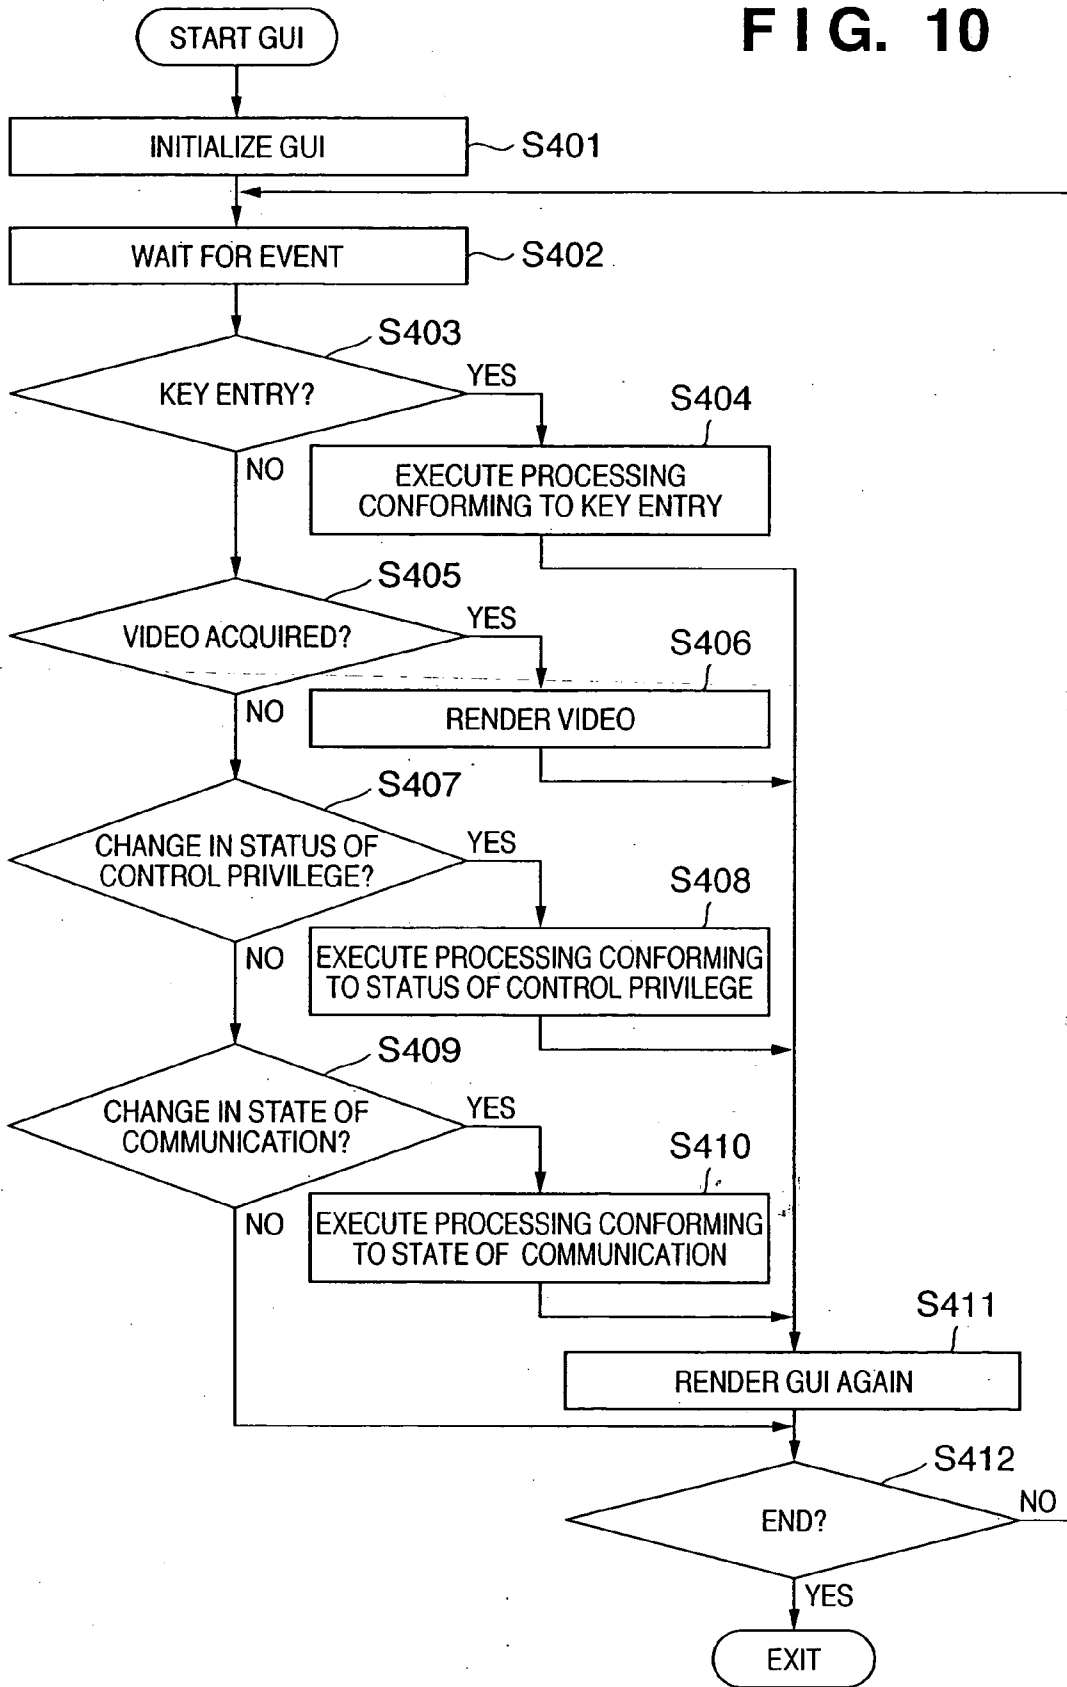 FIG. 10
START GUI
INITIALIZE GUI
S401
WAIT FOR EVENT
S402
S403
KEY ENTRY?
YES
NO
S404
EXECUTE PROCESSING
CONFORMING TO KEY ENTRY
S405
VIDEO ACQUIRED?
YES
NO
S406
RENDER VIDEO
S407
CHANGE IN STATUS OF
CONTROL PRIVILEGE?
YES
NO
S408
EXECUTE PROCESSING CONFORMING
TO STATUS OF CONTROL PRIVILEGE
S409
CHANGE IN STATE OF
COMMUNICATION?
YES
NO
S410
EXECUTE PROCESSING CONFORMING
TO STATE OF COMMUNICATION
S411
RENDER GUI AGAIN
S412
END?
NO
YES
EXIT